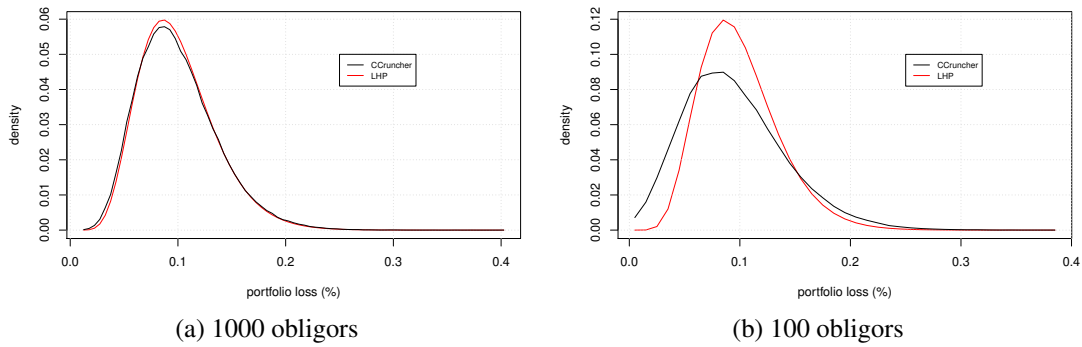 0.06
0.05
0.04
0.03
0.02
0.01
0.00
density
CCruncher
LHP
0.0 0.1 0.2 0.3 0.4
portfolio loss (%)
(a) 1000 obligors
0.12
0.10
0.08
0.06
0.04
0.02
0.00
density
CCruncher
LHP
0.0 0.1 0.2 0.3 0.4
portfolio loss (%)
(b) 100 obligors